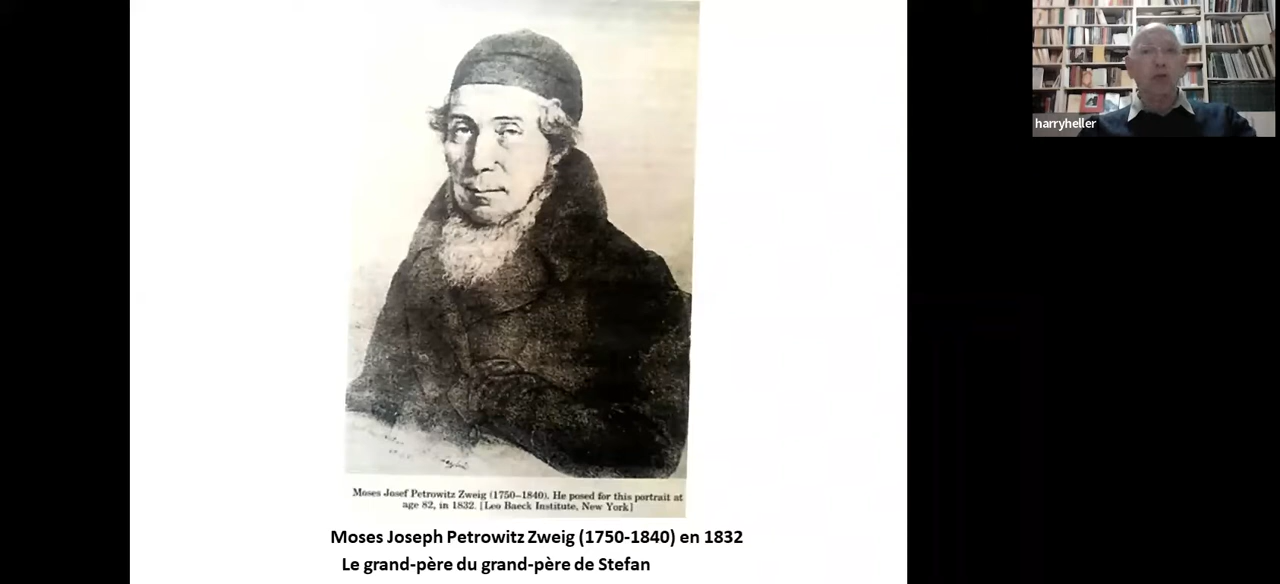 harryheller
Moses Josef Petrowitz Zweig (1750–1840). He posed for this portrait at
age 82, in 1832. [Leo Baeck Institute, New York]
Moses Joseph Petrowitz Zweig (1750-1840) en 1832
Le grand-père du grand-père de Stefan